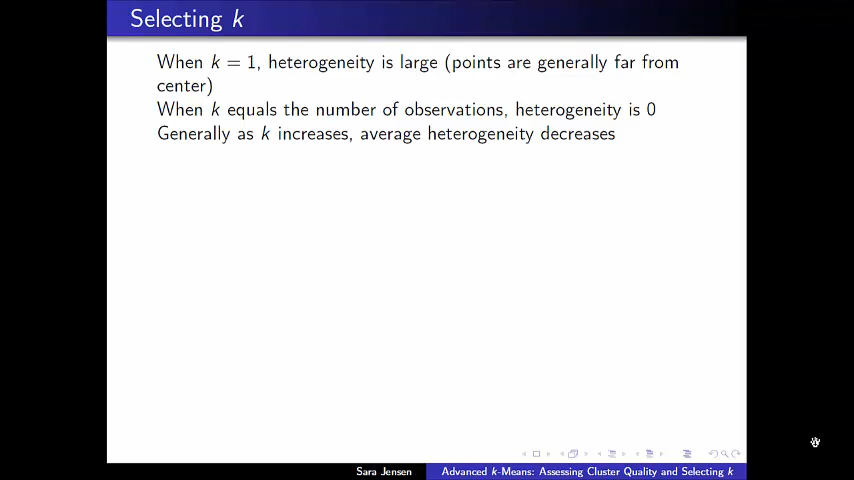 Selecting k
When k = 1, heterogeneity is large (points are generally far from
center)
When k equals the number of observations, heterogeneity is 0
Generally as k increases, average heterogeneity decreases
Sara Jensen
Advanced k-Means: Assessing Cluster Quality and Selecting k